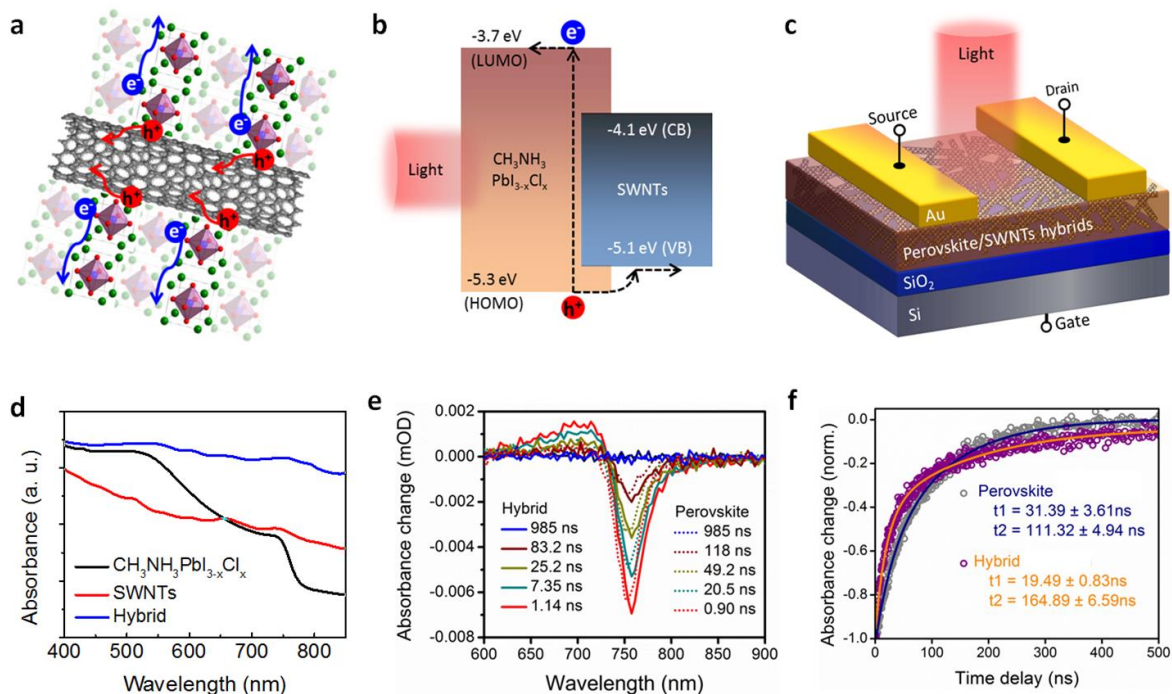 a
e-
e-
h+
h+
h+
h+
e-
e-
b
-3.7 eV
(LUMO)
e-
Light
CH3NH3
PbI3-xClx
-4.1 eV (CB)
SWNTs
-5.1 eV (VB)
-5.3 eV
(HOMO)
h+
c
Light
Source
Drain
Au
Perovskite/SWNTs hybrids
SiO2
Si
Gate
d
Absorbance (a. u.)
CH3NH3PbI3-xClx
SWNTs
Hybrid
400 500 600 700 800
Wavelength (nm)
e
Absorbance change (mOD)
0.002
0.000
-0.002
-0.004
-0.006
-0.008
Hybrid
985 ns
83.2 ns
25.2 ns
7.35 ns
1.14 ns
Perovskite
985 ns
118 ns
49.2 ns
20.5 ns
0.90 ns
600 650 700 750 800 850 900
Wavelength (nm)
f
Absorbance change (norm.)
0.0
-0.2
-0.4
-0.6
-0.8
-1.0
Perovskite
t1 = 31.39 ± 3.61ns
t2 = 111.32 ± 4.94 ns
Hybrid
t1 = 19.49 ± 0.83ns
t2 = 164.89 ± 6.59ns
0 100 200 300 400 500
Time delay (ns)